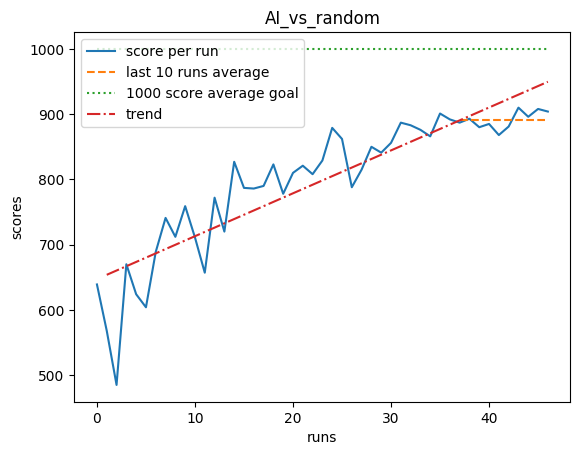 AI_vs_random
score per run
last 10 runs average
1000 score average goal
trend
1000
900
800
700
600
500
scores
0
10
20
30
40
runs